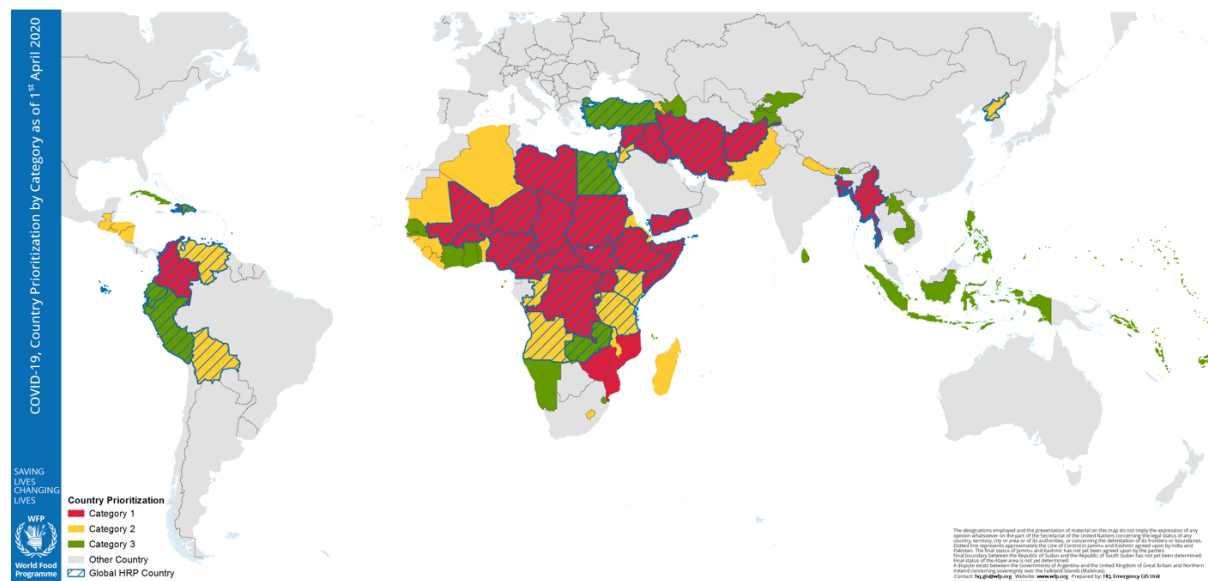 COVID-19, Country Prioritization by Category as of 1st April 2020
SAVING
LIVES
CHANGING
LIVES
WFP
World Food
Programme
Country Prioritization
Category 1
Category 2
Category 3
Other Country
Global HRP Country
The designations employed and the presentation of material on this map do not imply the expression of any
opinion whatsoever on the part of the Secretariat of the United Nations concerning the legal status of any
country, territory, city or area or of its authorities, or concerning the delimitation of its frontiers or boundaries.
Dotted line represents approximately the Line of Control in Jammu and Kashmir agreed upon by India and
Pakistan. The final status of Jammu and Kashmir has not yet been agreed upon by the parties.
Final boundary between the Republic of Sudan and the Republic of South Sudan has not yet been determined.
Final status of the Abyei area is not yet determined.
A dispute exists between the Governments of Argentina and the United Kingdom of Great Britain and Northern
Ireland concerning sovereignty over the Falkland Islands (Malvinas).
Contact: hq.gis@wfp.org Website: www.wfp.org Prepared by: HQ, Emergency GIS Unit